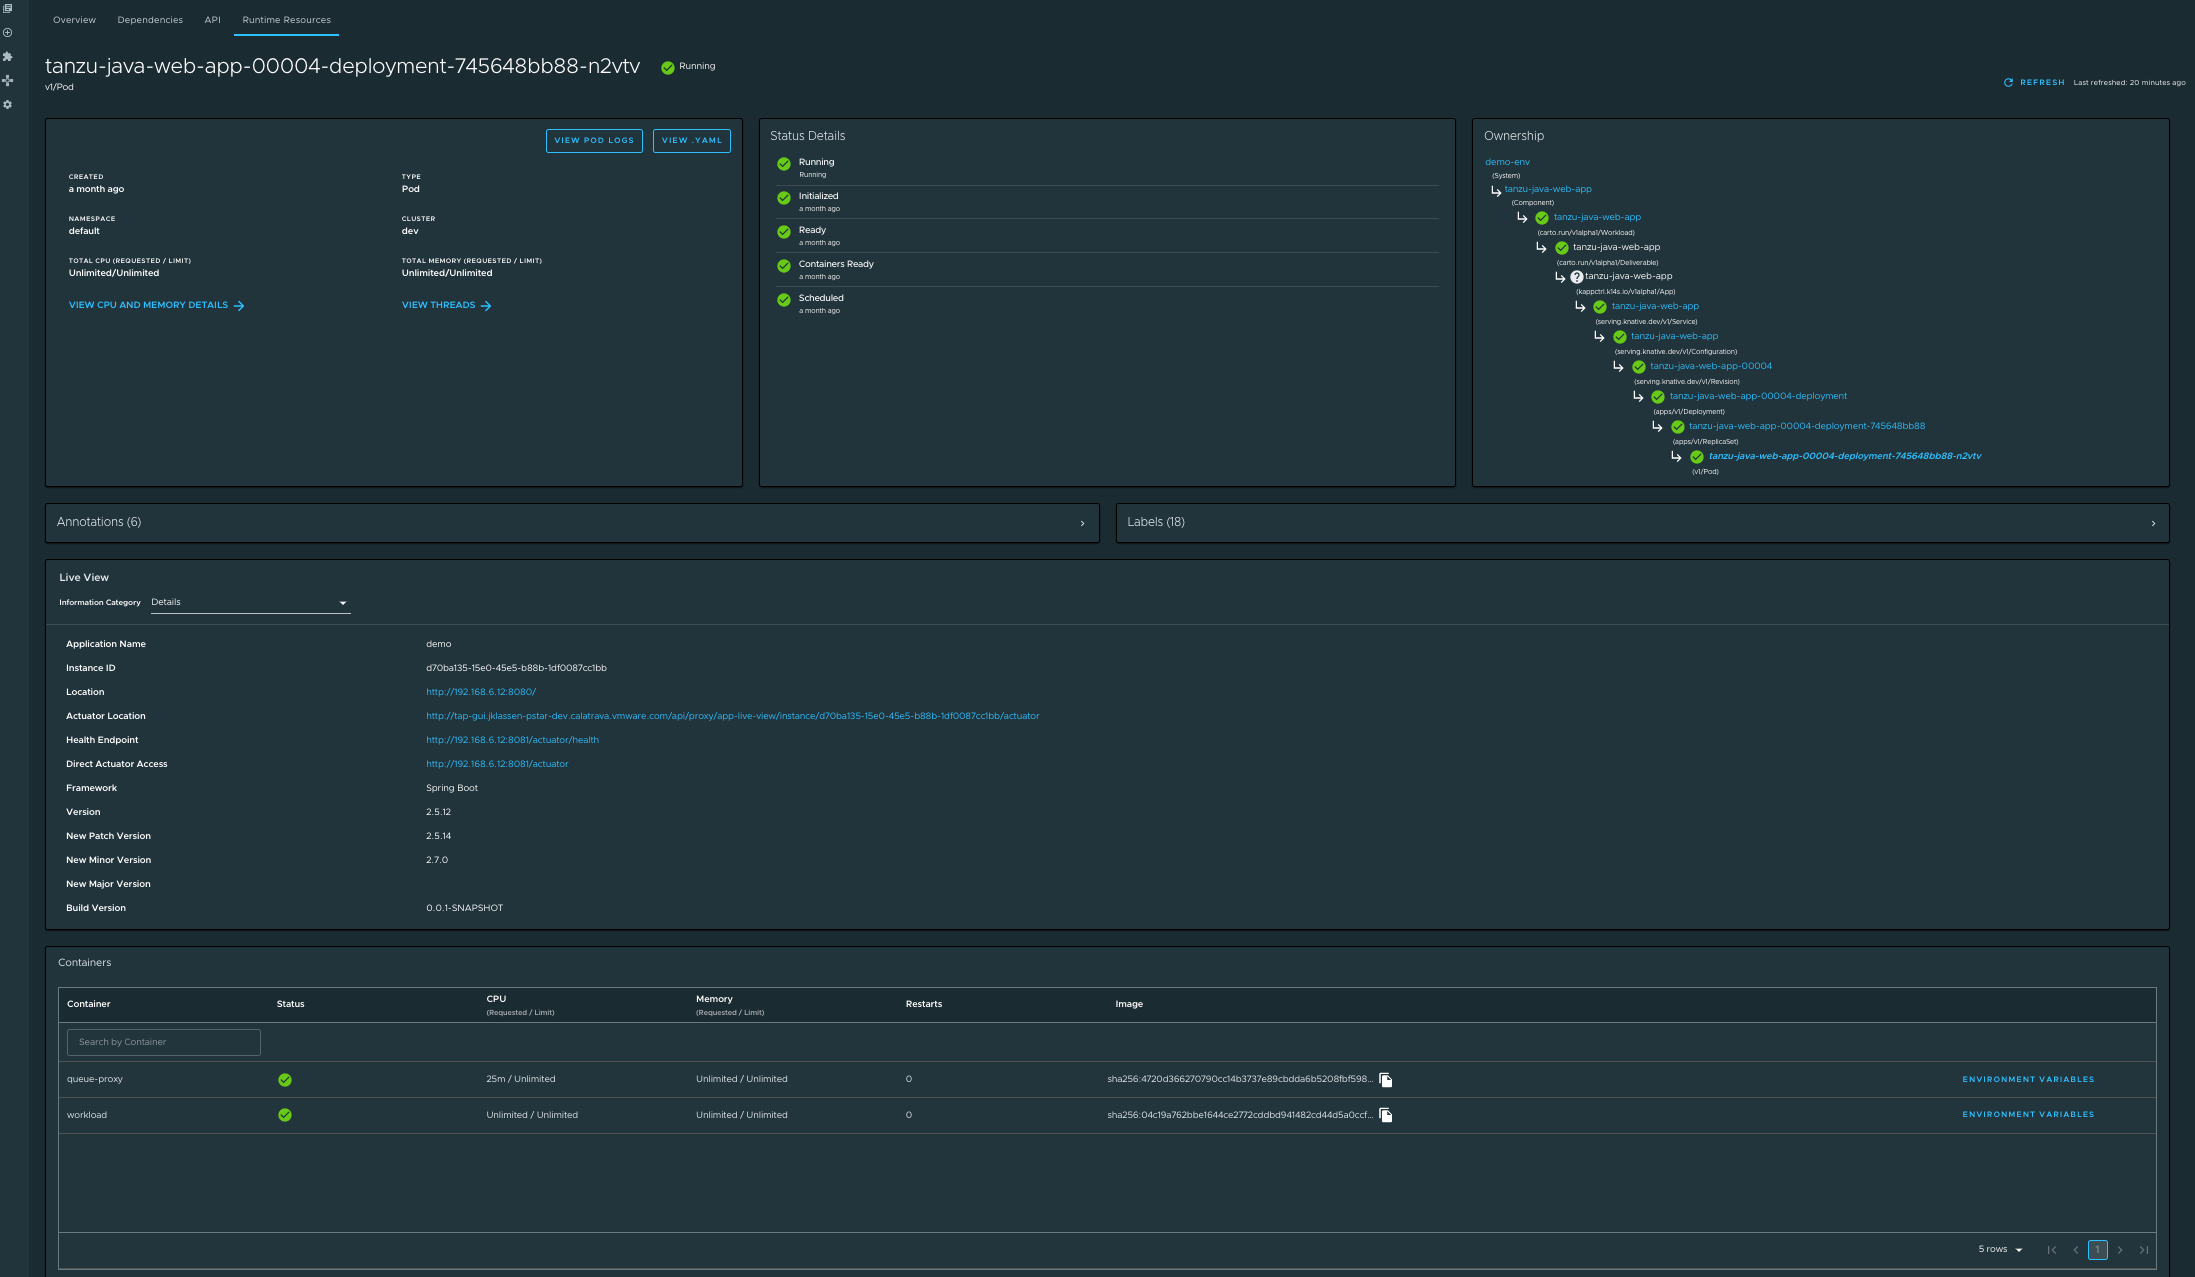 Overview
Dependencies
API
Runtime Resources
tanzu-java-web-app-00004-deployment-745648bb88-n2vtv
Running
v1/Pod
REFRESH
Last refreshed: 20 minutes ago
VIEW POD LOGS
VIEW .YAML
CREATED
a month ago
TYPE
Pod
NAMESPACE
default
CLUSTER
dev
TOTAL CPU (REQUESTED / LIMIT)
Unlimited/Unlimited
TOTAL MEMORY (REQUESTED / LIMIT)
Unlimited/Unlimited
VIEW CPU AND MEMORY DETAILS
VIEW THREADS
Status Details
Running
Running
Initialized
a month ago
Ready
a month ago
Containers Ready
a month ago
Scheduled
a month ago
Ownership
demo-env
(System)
tanzu-java-web-app
(Component)
tanzu-java-web-app
(carto.run/v1alpha1/Workload)
tanzu-java-web-app
(carto.run/v1alpha1/Deliverable)
tanzu-java-web-app
(kappctrl.k14s.io/v1alpha1/App)
tanzu-java-web-app
(serving.knative.dev/v1/Service)
tanzu-java-web-app
(serving.knative.dev/v1/Configuration)
tanzu-java-web-app-00004
(serving.knative.dev/v1/Revision)
tanzu-java-web-app-00004-deployment
(apps/v1/Deployment)
tanzu-java-web-app-00004-deployment-745648bb88
(apps/v1/ReplicaSet)
tanzu-java-web-app-00004-deployment-745648bb88-n2vtv
(v1/Pod)
Annotations (6)
Labels (18)
Live View
Information Category
Details
Application Name
demo
Instance ID
d70ba135-15e0-45e5-b88b-1df0087cc1bb
Location
http://192.168.6.12:8080/
Actuator Location
http://tap-gui.jklassen-pstar-dev.calatrava.vmware.com/api/proxy/app-live-view/instance/d70ba135-15e0-45e5-b88b-1df0087cc1bb/actuator
Health Endpoint
http://192.168.6.12:8081/actuator/health
Direct Actuator Access
http://192.168.6.12:8081/actuator
Framework
Spring Boot
Version
2.5.12
New Patch Version
2.5.14
New Minor Version
2.7.0
New Major Version
Build Version
0.0.1-SNAPSHOT
Containers
Container
Status
CPU
(Requested / Limit)
Memory
(Requested / Limit)
Restarts
Image
Search by Container
queue-proxy
25m / Unlimited
Unlimited / Unlimited
0
sha256:4720d366270790cc14b3737e89cbdda6b5208fbf598...
ENVIRONMENT VARIABLES
workload
Unlimited / Unlimited
Unlimited / Unlimited
0
sha256:04c19a762bbe1644ce2772cddbd941482cd44d5a0ccf...
ENVIRONMENT VARIABLES
5 rows
1